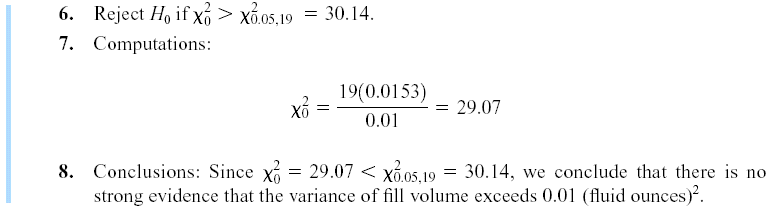 6. Reject H₀ if χ₀² > χ²₀.₀₅,₁₉ = 30.14.
7. Computations:
χ₀² = 19(0.0153) / 0.01 = 29.07
8. Conclusions: Since χ₀² = 29.07 < χ²₀.₀₅,₁₉ = 30.14, we conclude that there is no
strong evidence that the variance of fill volume exceeds 0.01 (fluid ounces)².